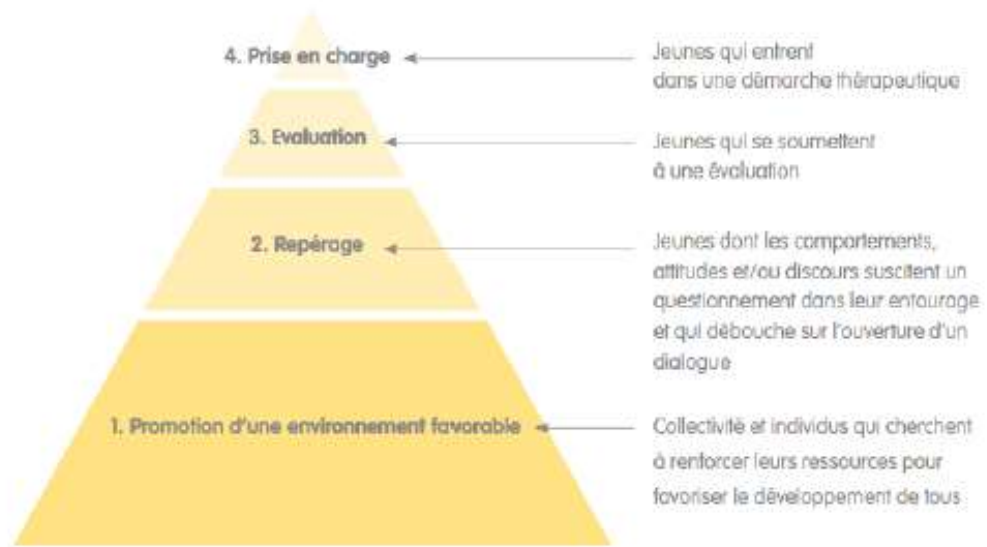 4. Prise en charge
Jeunes qui entrent
dans une démarche thérapeutique
3. Evaluation
Jeunes qui se soumettent
à une évaluation
2. Repérage
Jeunes dont les comportements,
attitudes et/ou discours suscitent un
questionnement dans leur entourage
et qui débouche sur l'ouverture d'un
dialogue
1. Promotion d'une environnement favorable
Collectivité et individus qui cherchent
à renforcer leurs ressources pour
favoriser le développement de tous